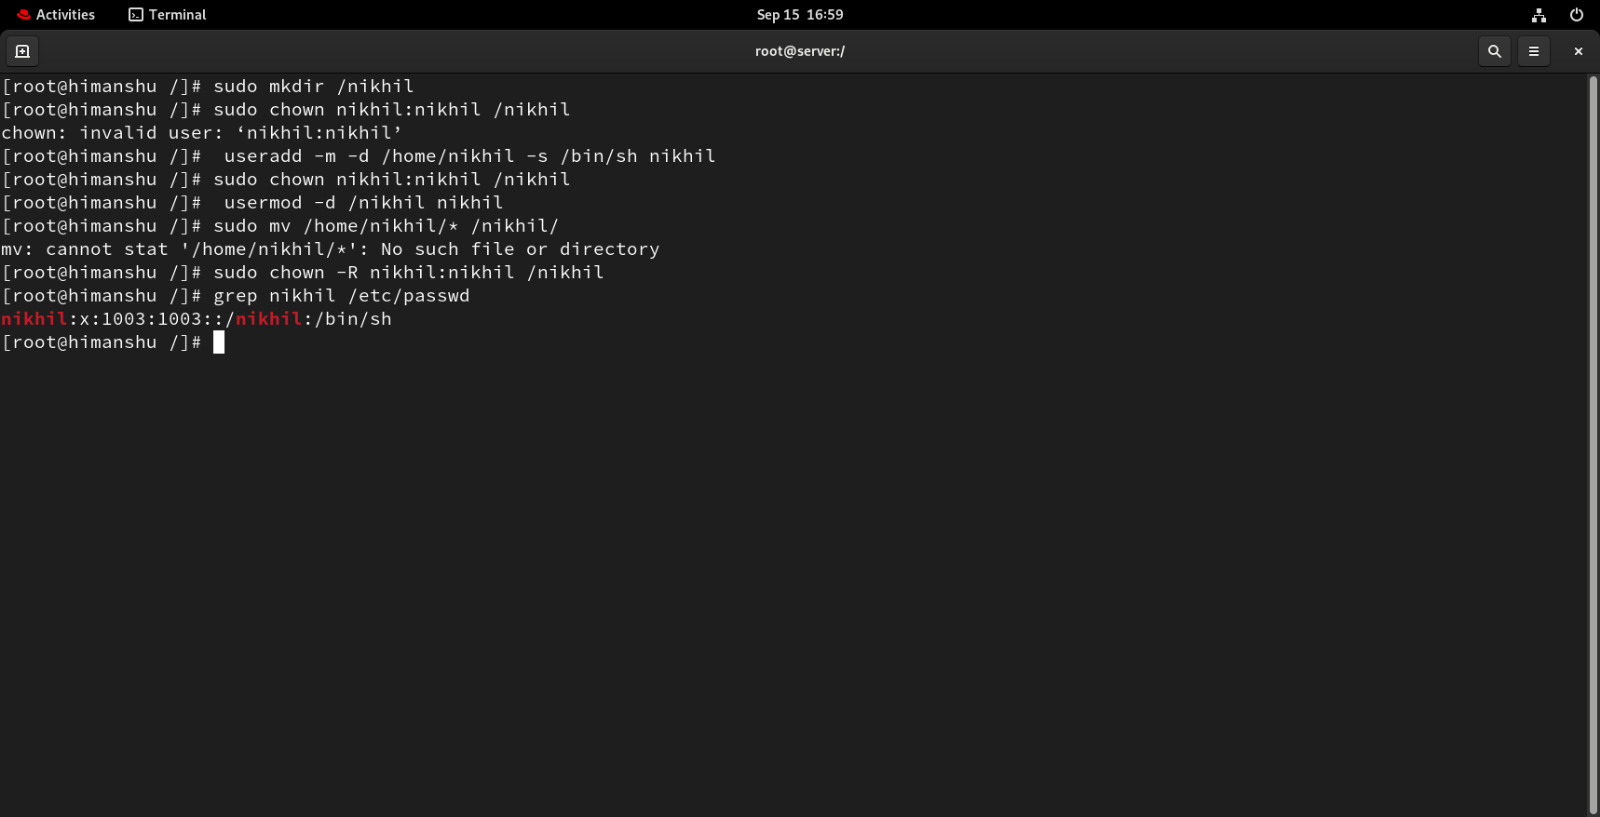 Activities Terminal Sep 15 16:59
root@server:/
[root@himanshu /]# sudo mkdir /nikhil
[root@himanshu /]# sudo chown nikhil:nikhil /nikhil
chown: invalid user: ‘nikhil:nikhil’
[root@himanshu /]#  useradd -m -d /home/nikhil -s /bin/sh nikhil
[root@himanshu /]# sudo chown nikhil:nikhil /nikhil
[root@himanshu /]#  usermod -d /nikhil nikhil
[root@himanshu /]# sudo mv /home/nikhil/* /nikhil/
mv: cannot stat '/home/nikhil/*': No such file or directory
[root@himanshu /]# sudo chown -R nikhil:nikhil /nikhil
[root@himanshu /]# grep nikhil /etc/passwd
nikhil:x:1003:1003::/nikhil:/bin/sh
[root@himanshu /]#